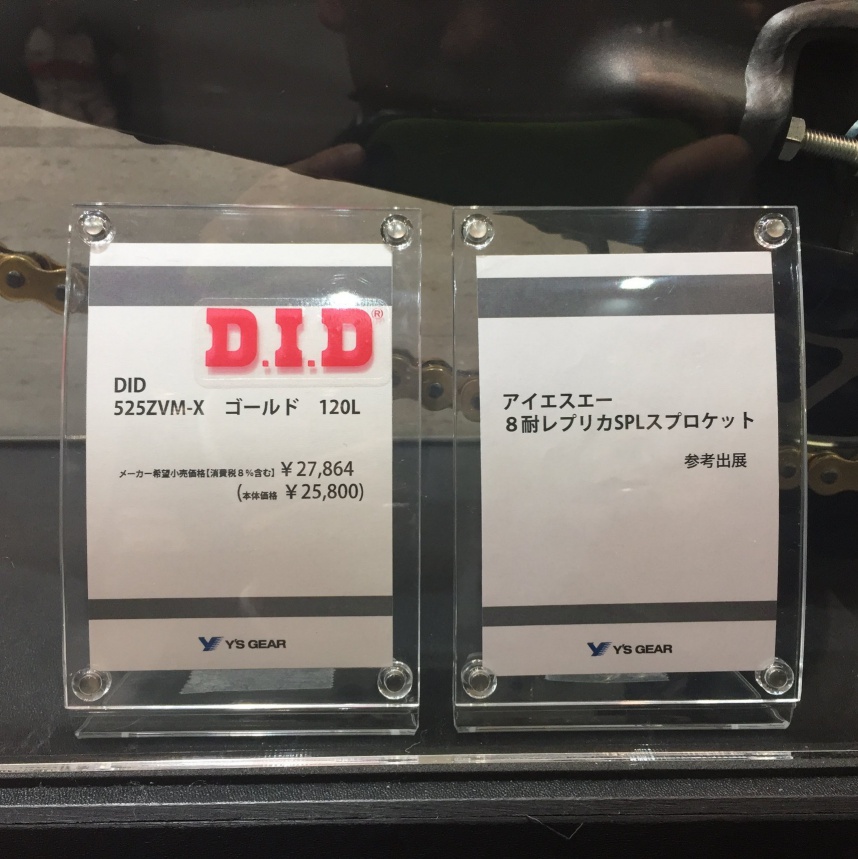 D.I.D®
DID
525ZVM-X ゴールド 120L
メーカー希望小売価格【消費税8%含む】 ¥27,864
(本体価格 ¥25,800)
Y'S GEAR
アイエスエー
8耐レプリカSPLスプロケット
参考出展
Y'S GEAR